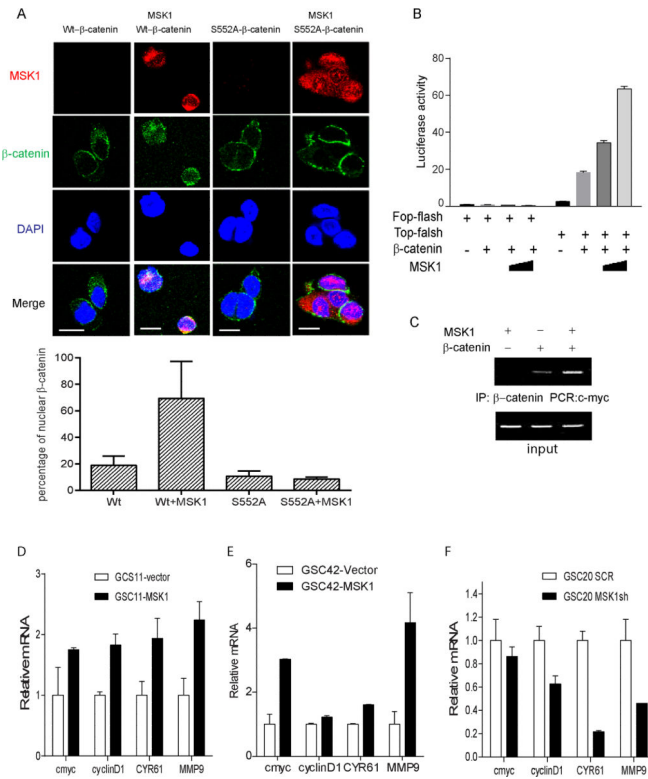 A
B
MSK1
MSK1
Wt–β-catenin Wt–β-catenin S552A-β-catenin S552A-β-catenin
MSK1
β-catenin
DAPI
Merge
percentage of nuclear β-catenin
100
80
60
40
20
0
Wt Wt+MSK1 S552A S552A+MSK1
Luciferase activity
80
60
40
20
0
Fop-flash + + + +
Top-falsh + + + +
β-catenin - + + + - + + +
MSK1
C
MSK1 + – +
β-catenin – + +
IP: β-catenin PCR:c-myc
input
D
GCS11-vector
GSC11-MSK1
Relative mRNA
3
2
1
0
cmyc cyclinD1 CYR61 MMP9
E
GSC42-Vector
GSC42-MSK1
Relative mRNA
6
4
2
0
cmyc cyclinD1 CYR61 MMP9
F
GSC20 SCR
GSC20 MSK1sh
Relative mRNA
1.4
1.2
1.0
0.8
0.6
0.4
0.2
0.0
cmyc cyclinD1 CYR61 MMP9